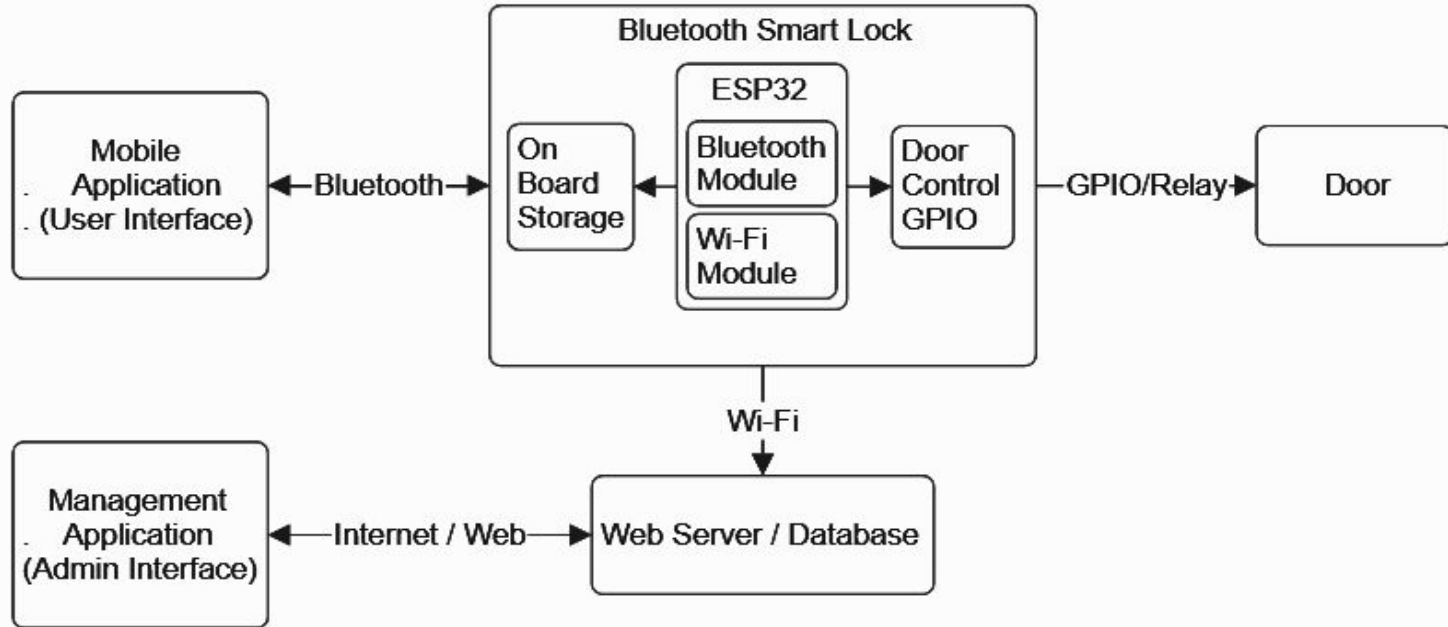 Bluetooth Smart Lock
ESP32
Mobile
. Application
. (User Interface)
Bluetooth
On
Board
Storage
Bluetooth
Module
Wi-Fi
Module
Door
Control
GPIO
GPIO/Relay
Door
Wi-Fi
Management
. Application
(Admin Interface)
Internet / Web
Web Server / Database